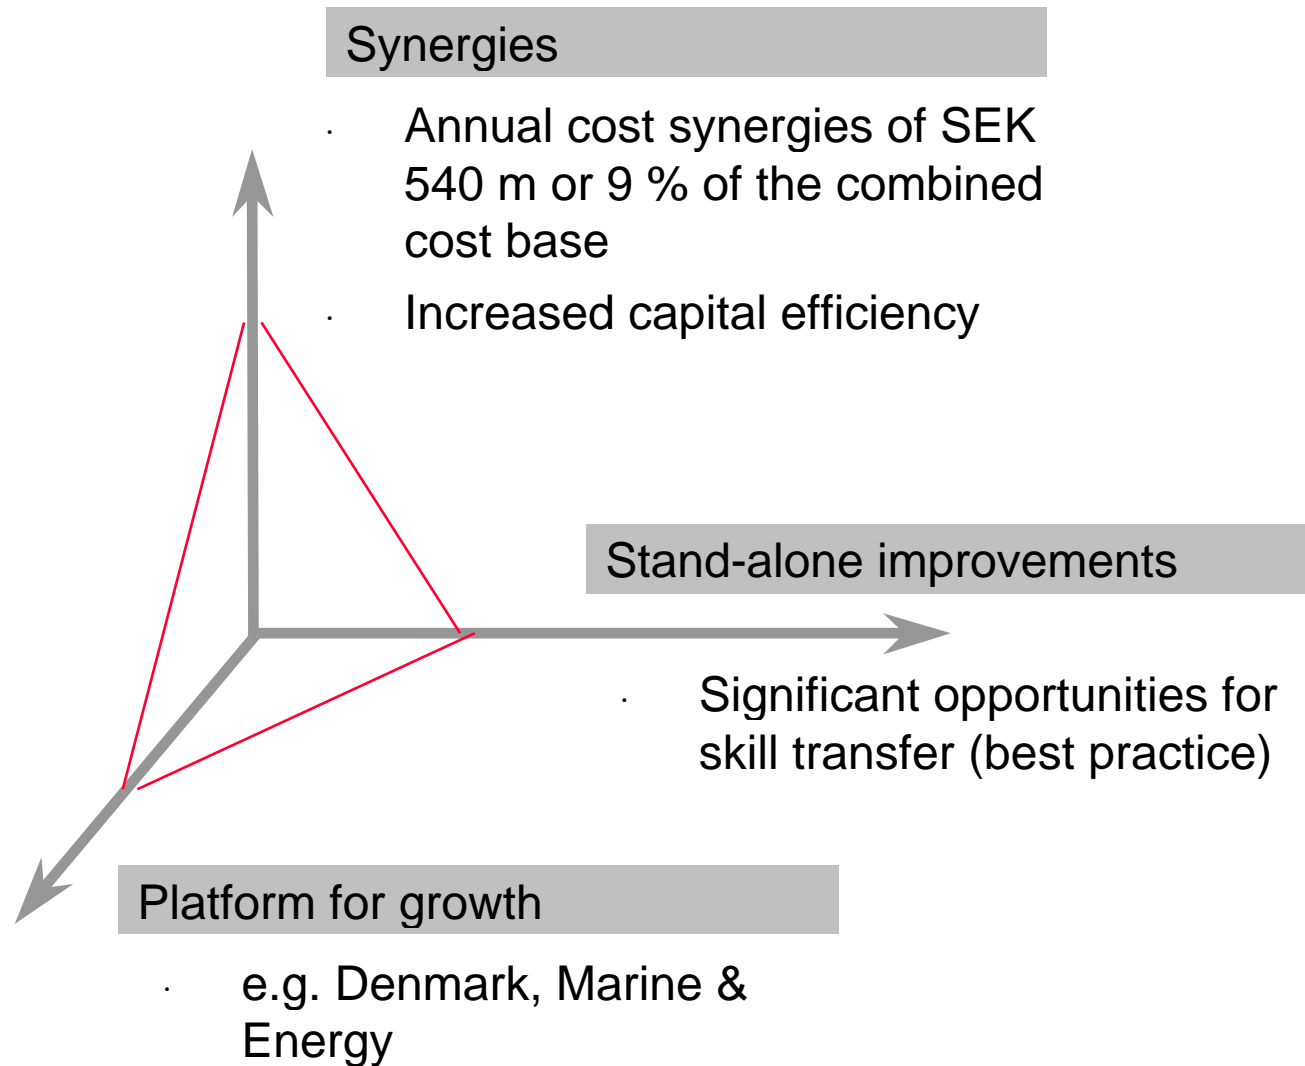 Synergies
· Annual cost synergies of SEK
540 m or 9 % of the combined
cost base
· Increased capital efficiency
Stand-alone improvements
· Significant opportunities for
skill transfer (best practice)
Platform for growth
· e.g. Denmark, Marine &
Energy